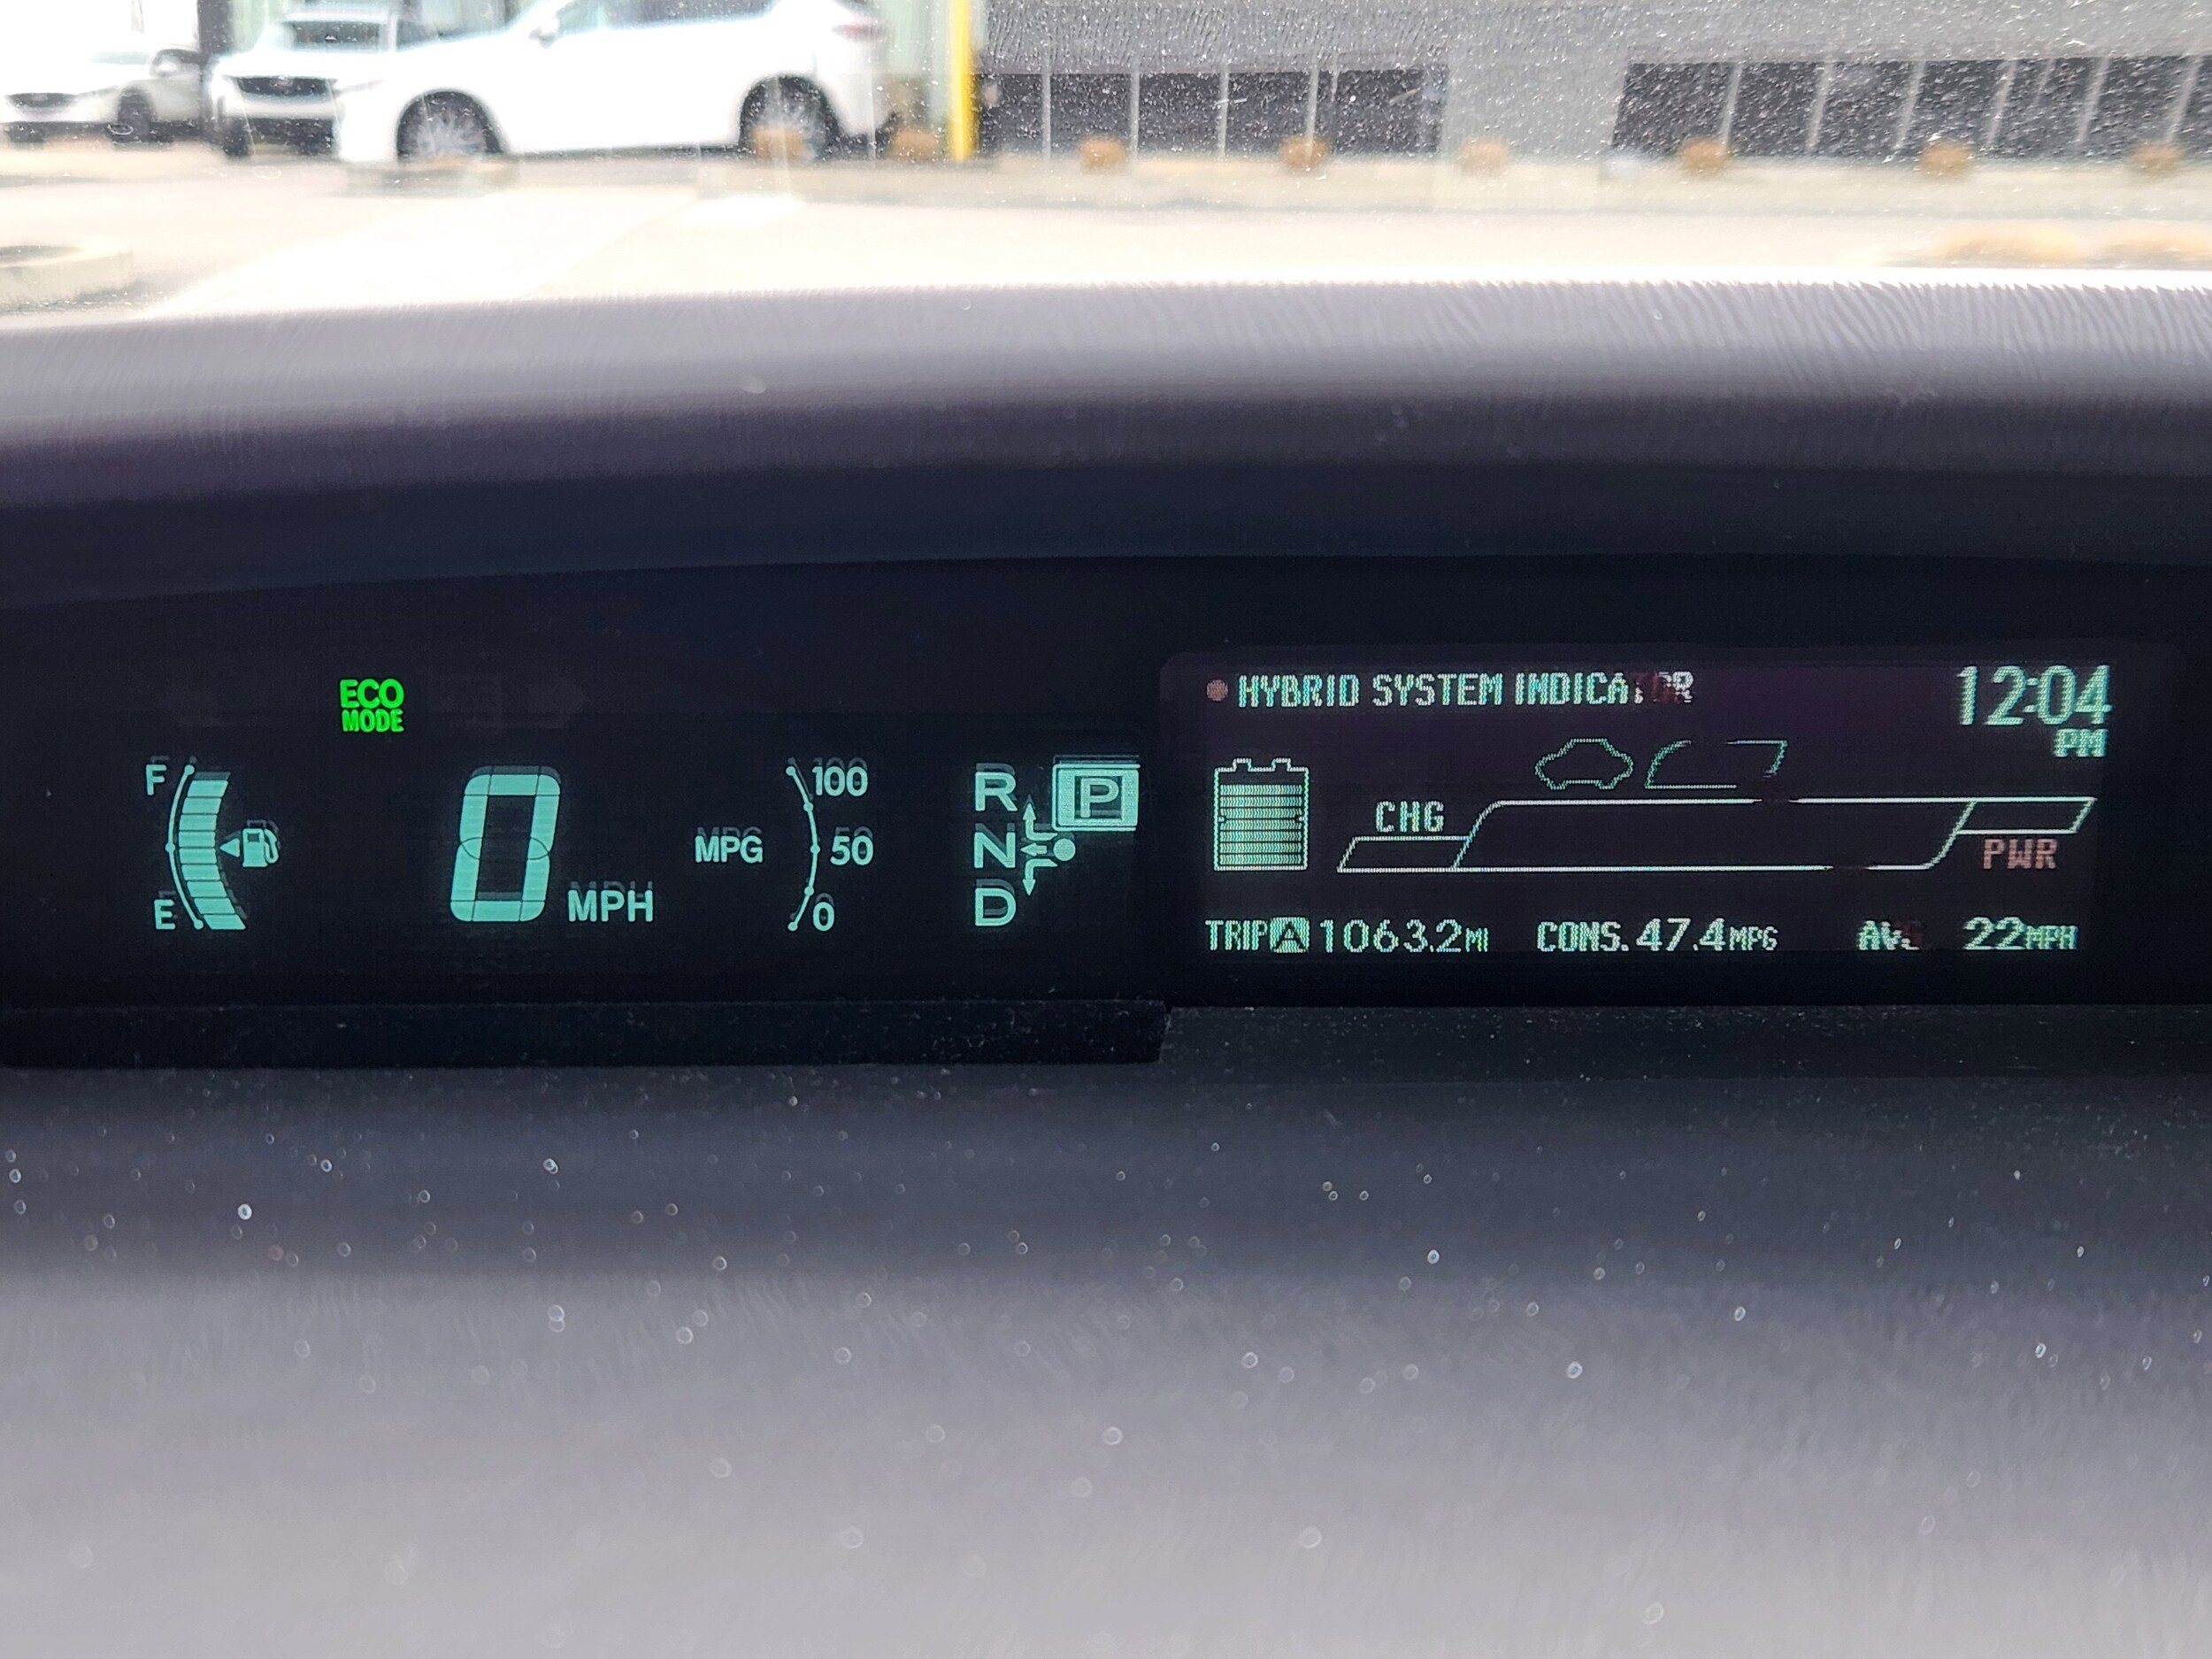 ECO
MODE
F
E
0 MPH
MPG
100
50
0
R
N
D
P
HYBRID SYSTEM INDICATOR
12:04
PM
CHG
PWR
TRIP A 1063.2 MI CONS. 47.4 MPG AVG 22 MPH